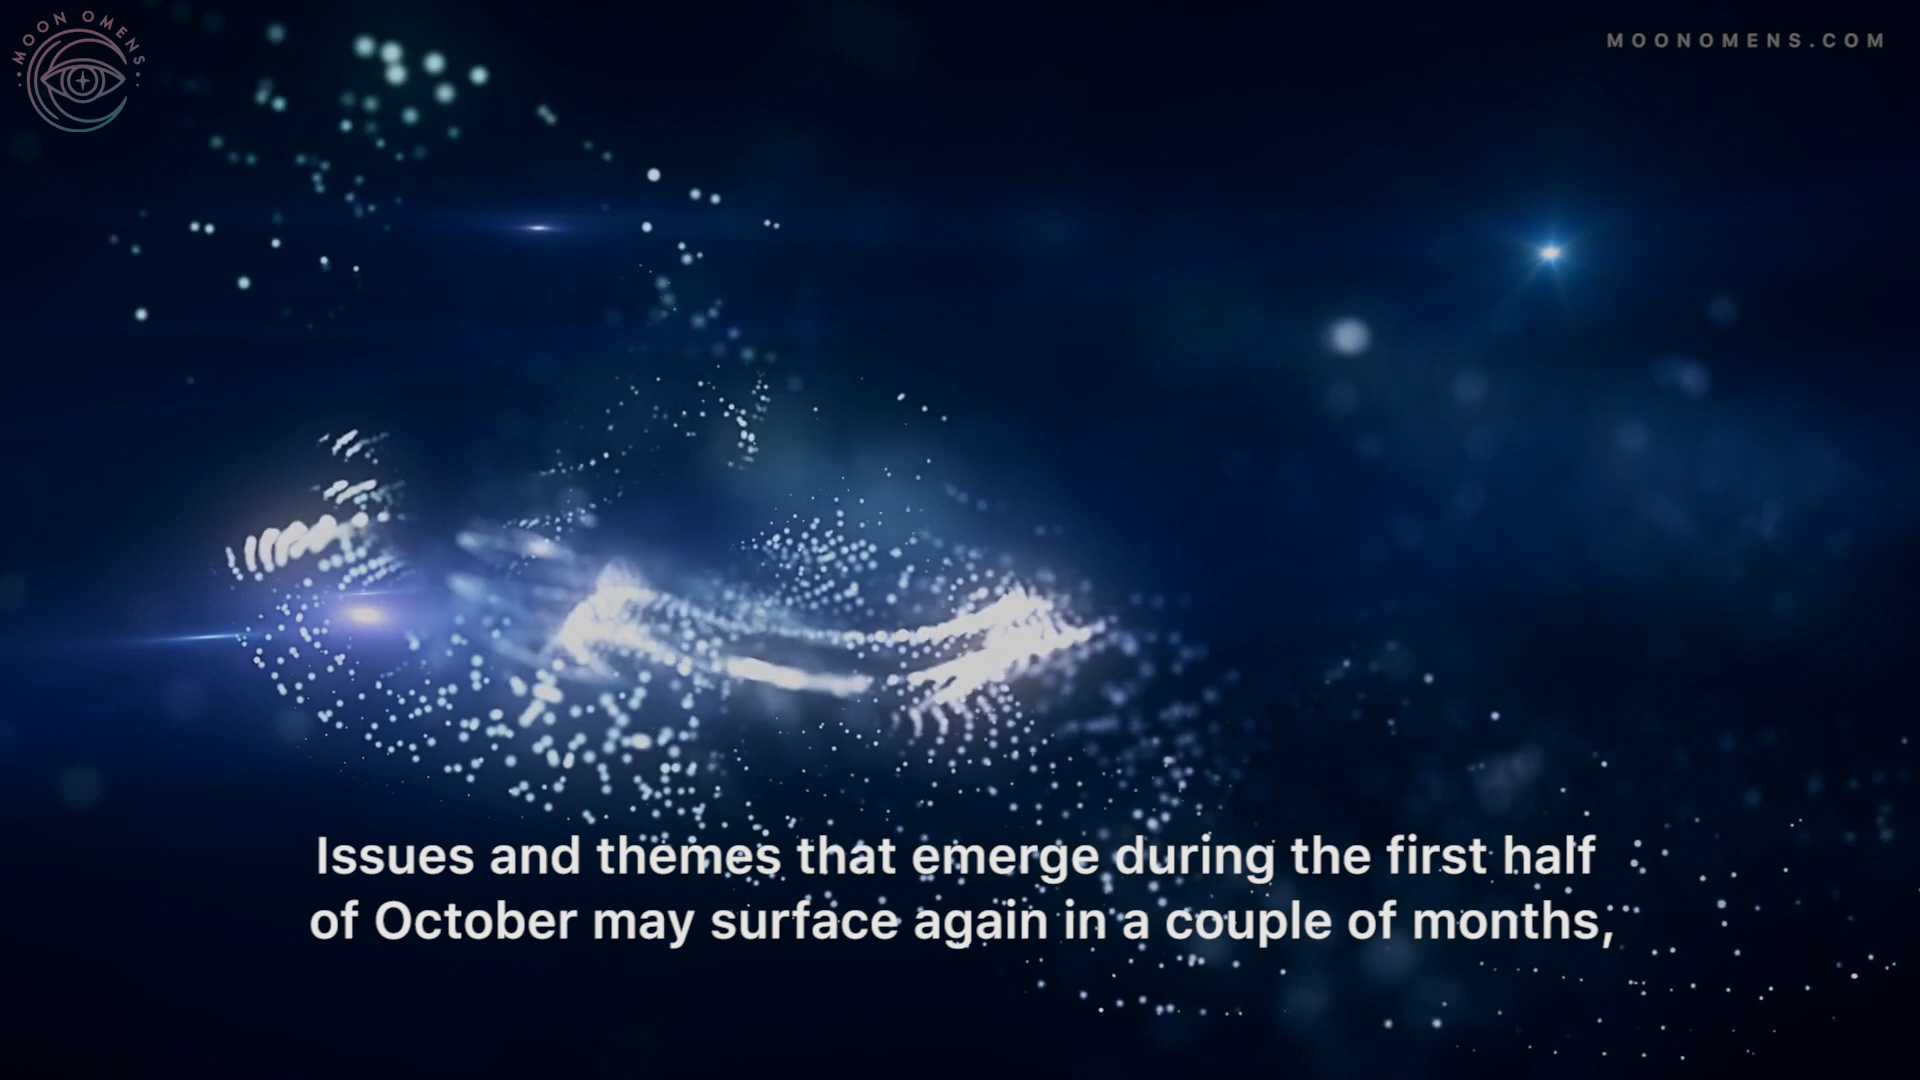 MOON OMENS
MOONOMENS.COM
Issues and themes that emerge during the first half
of October may surface again in a couple of months,